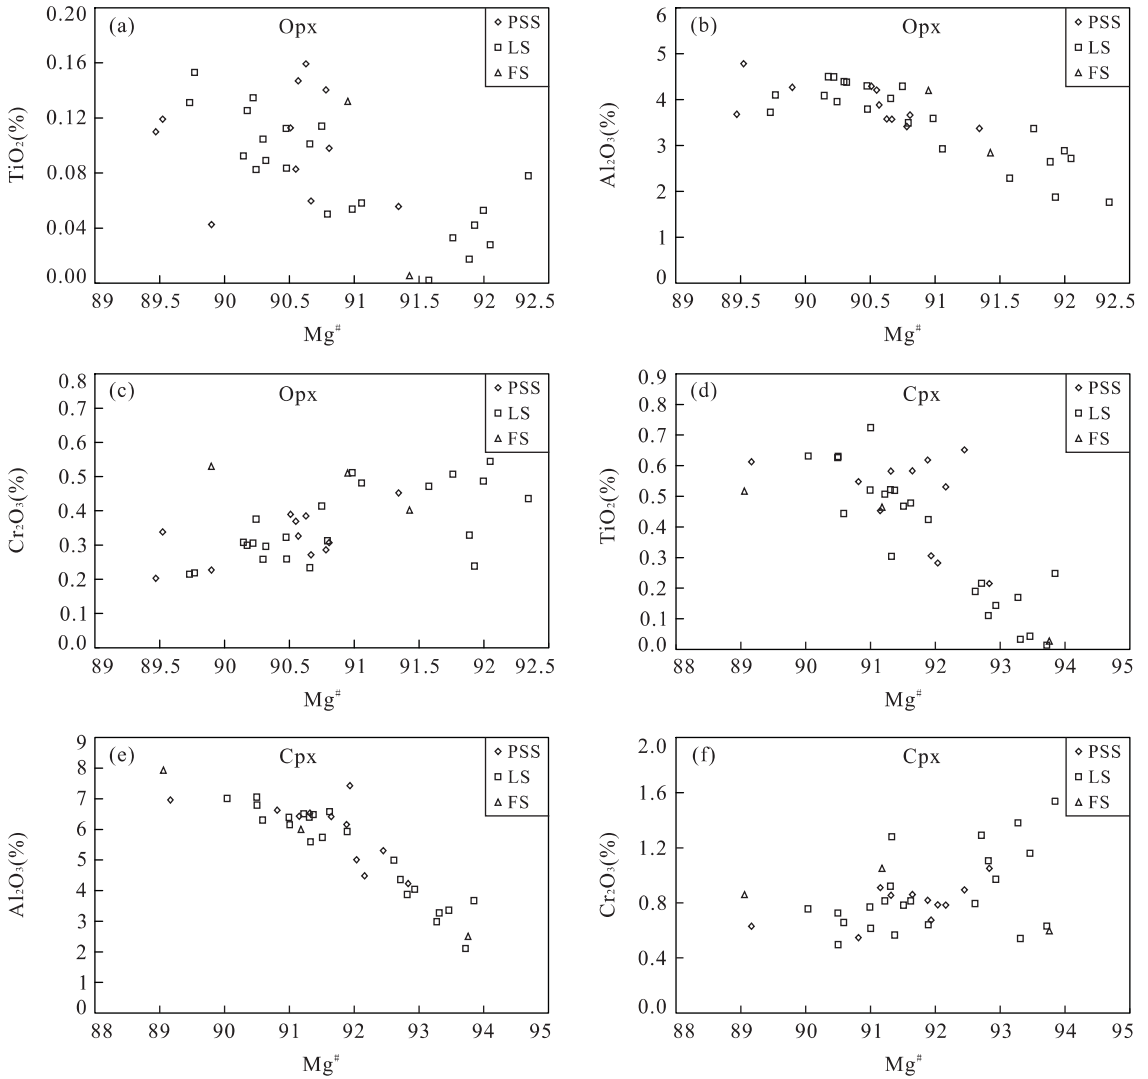 (a)
Opx
PSS
LS
FS
TiO₂(%)
0.20
0.16
0.12
0.08
0.04
0.00
89
89.5
90
90.5
91
91.5
92
92.5
Mg#
(b)
Opx
PSS
LS
FS
Al₂O₃(%)
6
5
4
3
2
1
0
89
89.5
90
90.5
91
91.5
92
92.5
Mg#
(c)
Opx
PSS
LS
FS
Cr₂O₃(%)
0.8
0.7
0.6
0.5
0.4
0.3
0.2
0.1
0.0
89
89.5
90
90.5
91
91.5
92
92.5
Mg#
(d)
Cpx
PSS
LS
FS
TiO₂(%)
0.9
0.8
0.7
0.6
0.5
0.4
0.3
0.2
0.1
0.0
88
89
90
91
92
93
94
95
Mg#
(e)
Cpx
PSS
LS
FS
Al₂O₃(%)
9
8
7
6
5
4
3
2
1
0
88
89
90
91
92
93
94
95
Mg#
(f)
Cpx
PSS
LS
FS
Cr₂O₃(%)
2.0
1.6
1.2
0.8
0.4
0.0
88
89
90
91
92
93
94
95
Mg#